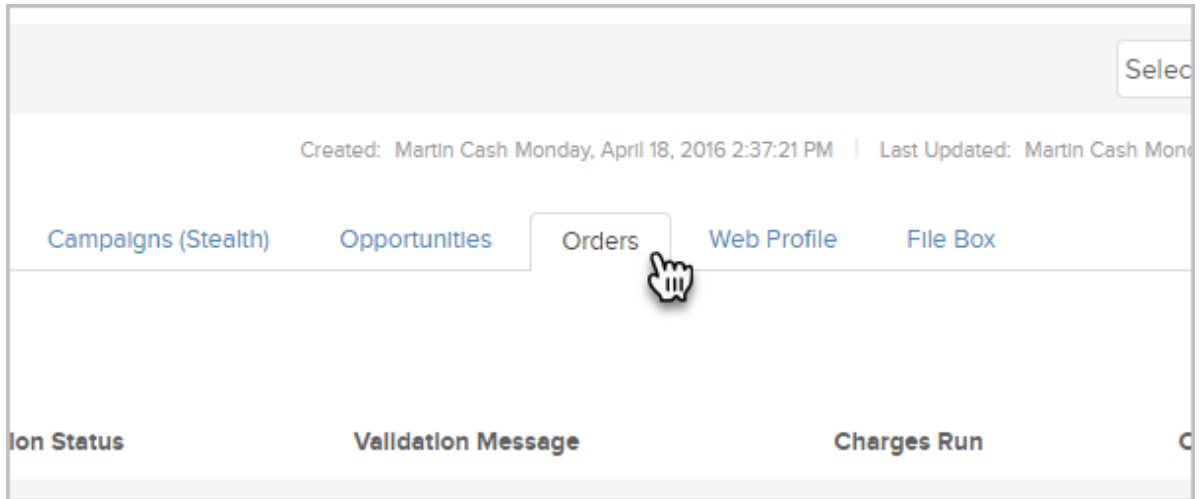 Selec
Created: Martin Cash Monday, April 18, 2016 2:37:21 PM | Last Updated: Martin Cash Mon
Campaigns (Stealth) Opportunities Orders Web Profile File Box
ion Status Validation Message Charges Run